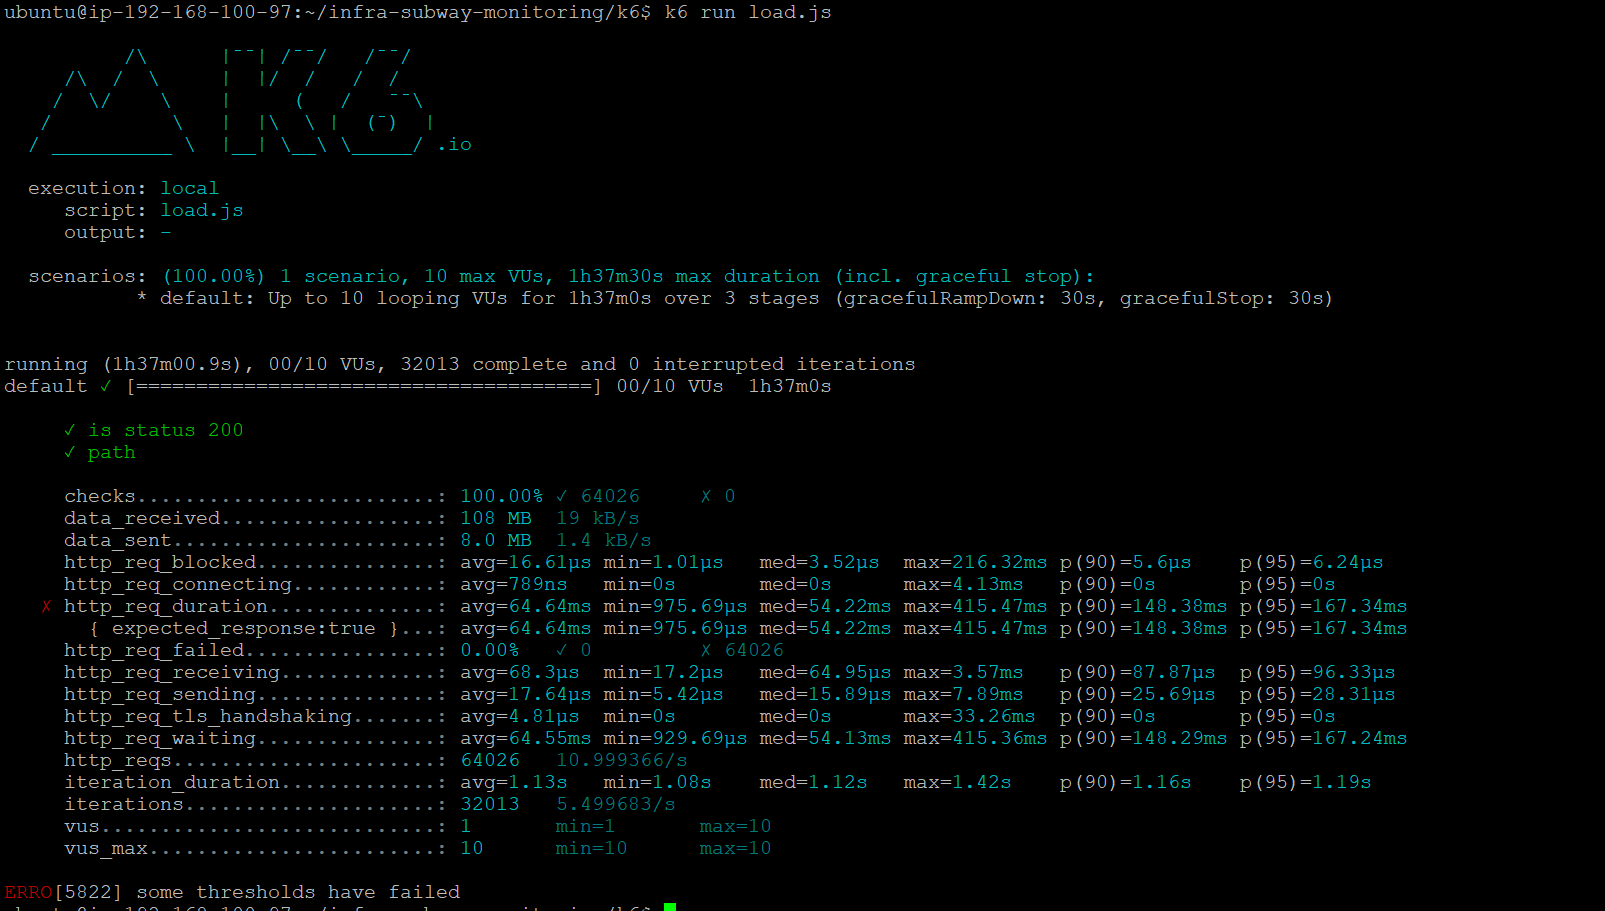 ubuntu@ip-192-168-100-97:~/infra-subway-monitoring/k6$ k6 run load.js
          /\      |‾‾| /‾‾/   /‾‾/
     /\  /  \     |  |/  /   /  /
    /  \/    \    |     (   /   ‾‾\
   /          \   |  |\  \ |  (‾)  |
  / __________ \  |__| \__\ \_____/ .io
execution: local
script: load.js
output: -
scenarios: (100.00%) 1 scenario, 10 max VUs, 1h37m30s max duration (incl. graceful stop):
* default: Up to 10 looping VUs for 1h37m0s over 3 stages (gracefulRampDown: 30s, gracefulStop: 30s)
running (1h37m00.9s), 00/10 VUs, 32013 complete and 0 interrupted iterations
default ✓ [======================================] 00/10 VUs  1h37m0s
✓ is status 200
✓ path
checks.........................: 100.00% ✓ 64026     ✗ 0
data_received..................: 108 MB  19 kB/s
data_sent......................: 8.0 MB  1.4 kB/s
http_req_blocked...............: avg=16.61µs min=1.01µs   med=3.52µs  max=216.32ms p(90)=5.6µs    p(95)=6.24µs
http_req_connecting............: avg=789ns   min=0s       med=0s      max=4.13ms   p(90)=0s       p(95)=0s
✗ http_req_duration..............: avg=64.64ms min=975.69µs med=54.22ms max=415.47ms p(90)=148.38ms p(95)=167.34ms
{ expected_response:true }...: avg=64.64ms min=975.69µs med=54.22ms max=415.47ms p(90)=148.38ms p(95)=167.34ms
http_req_failed................: 0.00%   ✓ 0         ✗ 64026
http_req_receiving.............: avg=68.3µs  min=17.2µs   med=64.95µs max=3.57ms   p(90)=87.87µs  p(95)=96.33µs
http_req_sending...............: avg=17.64µs min=5.42µs   med=15.89µs max=7.89ms   p(90)=25.69µs  p(95)=28.31µs
http_req_tls_handshaking.......: avg=4.81µs  min=0s       med=0s      max=33.26ms  p(90)=0s       p(95)=0s
http_req_waiting...............: avg=64.55ms min=929.69µs med=54.13ms max=415.36ms p(90)=148.29ms p(95)=167.24ms
http_reqs......................: 64026   10.999366/s
iteration_duration.............: avg=1.13s   min=1.08s    med=1.12s   max=1.42s    p(90)=1.16s    p(95)=1.19s
iterations.....................: 32013   5.499683/s
vus............................: 1       min=1       max=10
vus_max........................: 10      min=10      max=10
ERRO[5822] some thresholds have failed
ubuntu@ip-192-168-100-97:~/infra-subway-monitoring/k6$